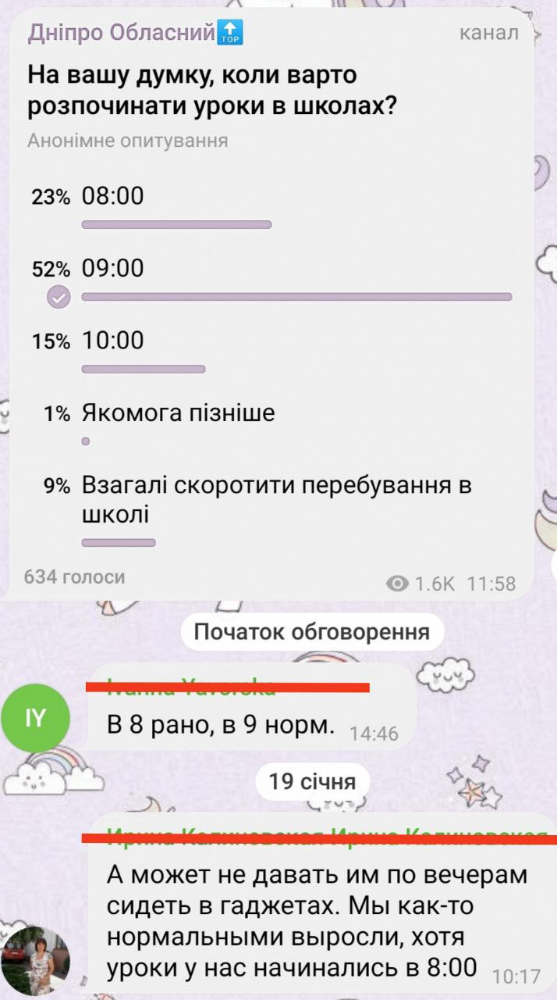 Дніпро Обласний TOP канал
На вашу думку, коли варто
розпочинати уроки в школах?
Анонімне опитування
23% 08:00
52% 09:00
15% 10:00
1% Якомога пізніше
9% Взагалі скоротити перебування в
школі
634 голоси 1.6K 11:58
Початок обговорення
IY
В 8 рано, в 9 норм. 14:46
19 січня
А может не давать им по вечерам
сидеть в гаджетах. Мы как-то
нормальными выросли, хотя
уроки у нас начинались в 8:00 10:17